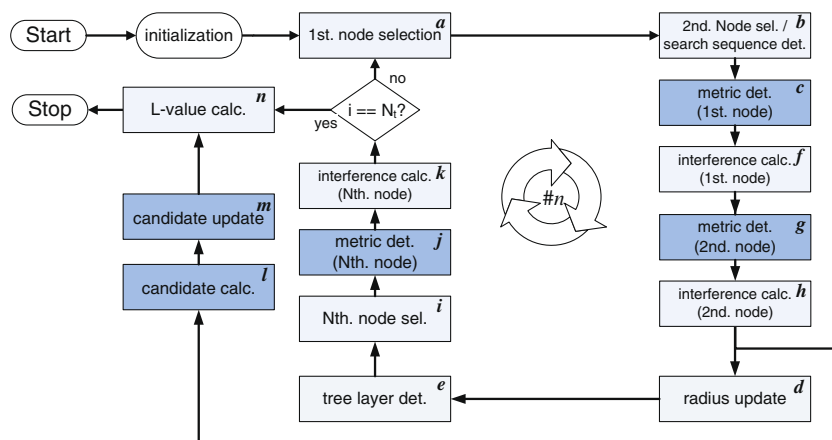 Start
initialization
1st. node selection
a
2nd. Node sel. /
search sequence det.
b
metric det.
(1st. node)
c
interference calc.
(1st. node)
f
metric det.
(2nd. node)
g
interference calc.
(2nd. node)
h
radius update
d
tree layer det.
e
Nth. node sel.
i
metric det.
(Nth. node)
j
interference calc.
(Nth. node)
k
i == Nt?
no
yes
#n
Stop
L-value calc.
n
candidate update
m
candidate calc.
l